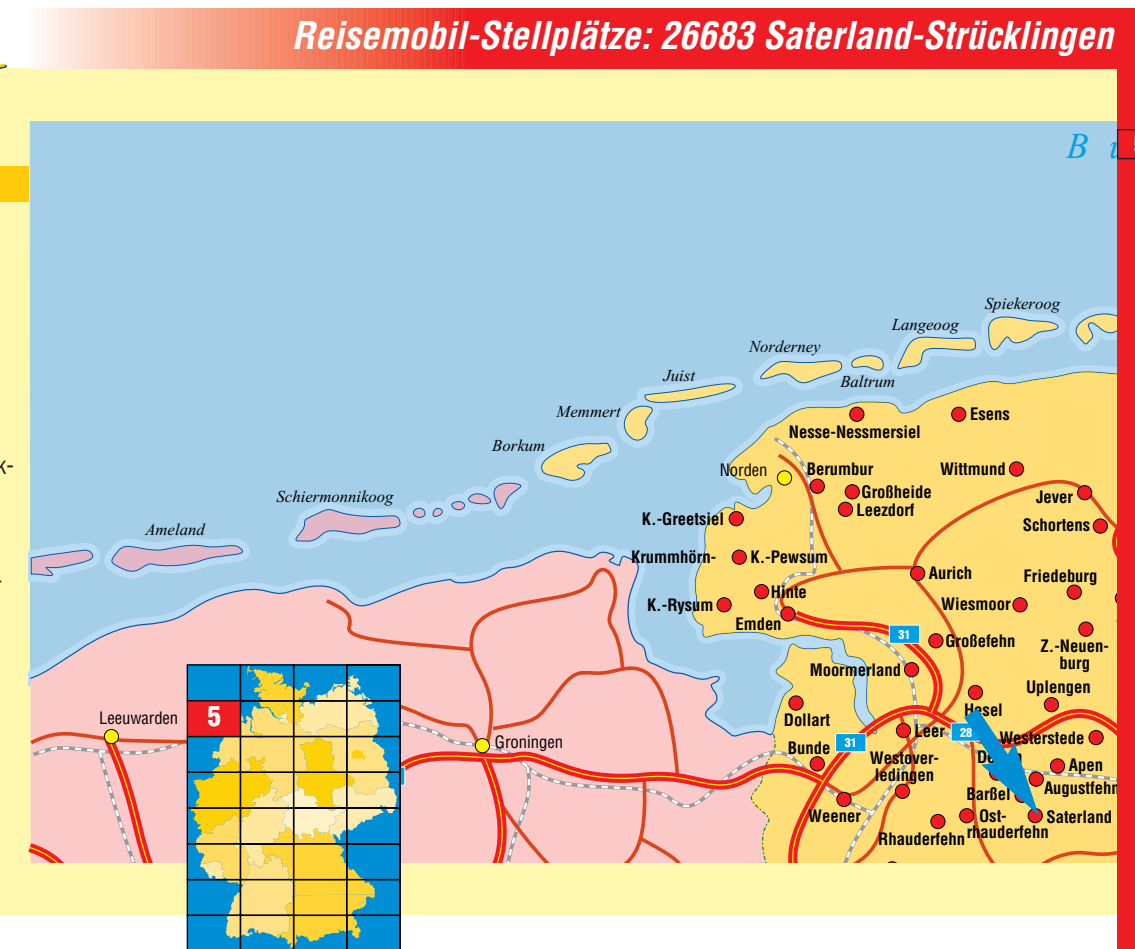 Reisemobil-Stellplätze: 26683 Saterland-Strücklingen
B
Spiekeroog
Langeoog
Norderney
Baltrum
Juist
Memmert
Borkum
Schiermonnikoog
Ameland
Esens
Nesse-Nessmersiel
Norden
Berumbur
Wittmund
Großheide
Leezdorf
Jever
K.-Greetsiel
Schortens
Krummhörn-
K.-Pewsum
Aurich
Friedeburg
Hinte
K.-Rysum
Wiesmoor
Emden
31
Großefehn
Z.-Neuen-
burg
Moormerland
Uplengen
Hesel
Dollart
Leeuwarden
5
Groningen
Leer
28
Westerstede
Bunde
31
Westover-
ledingen
Apen
Augustfehn
Barßel
Weener
Ost-
rhauderfehn
Saterland
Rhauderfehn
k-